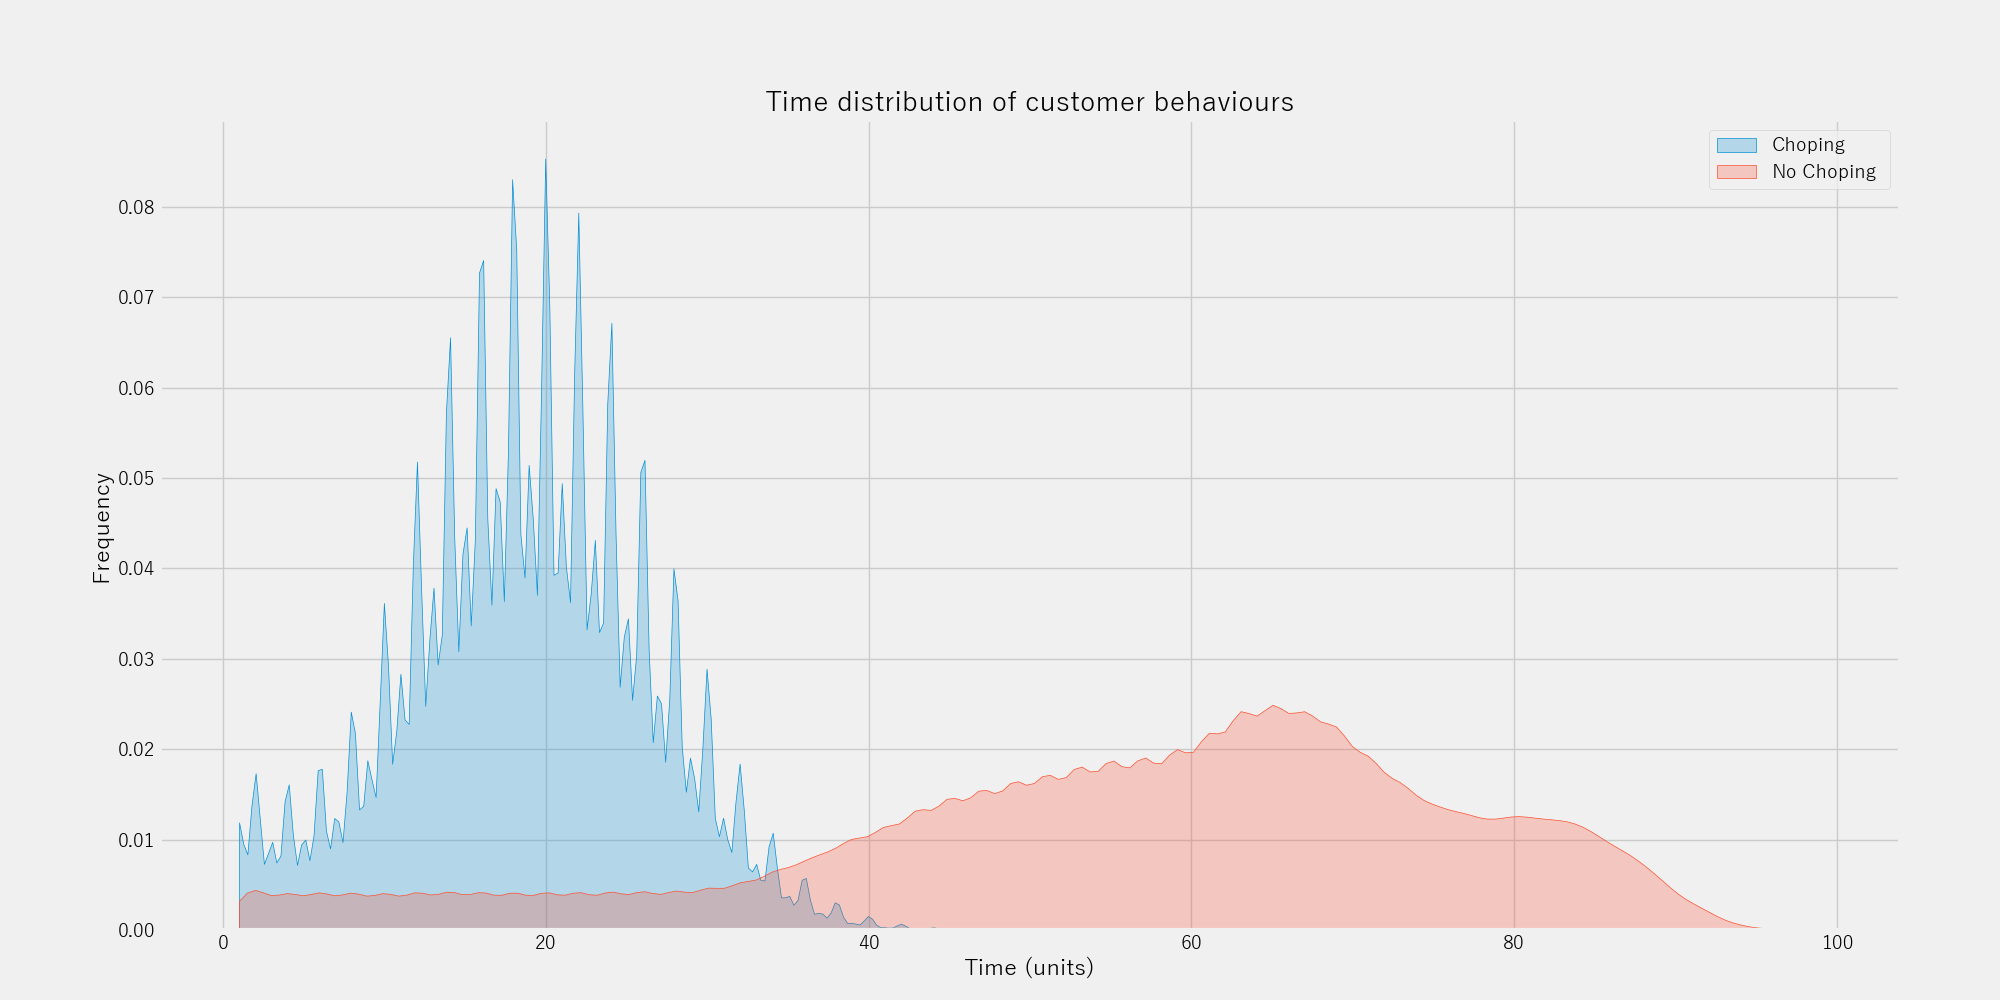 Time distribution of customer behaviours
Choping
No Choping
0.08
0.07
0.06
0.05
0.04
0.03
0.02
0.01
0.00
Frequency
0 20 40 60 80 100
Time (units)